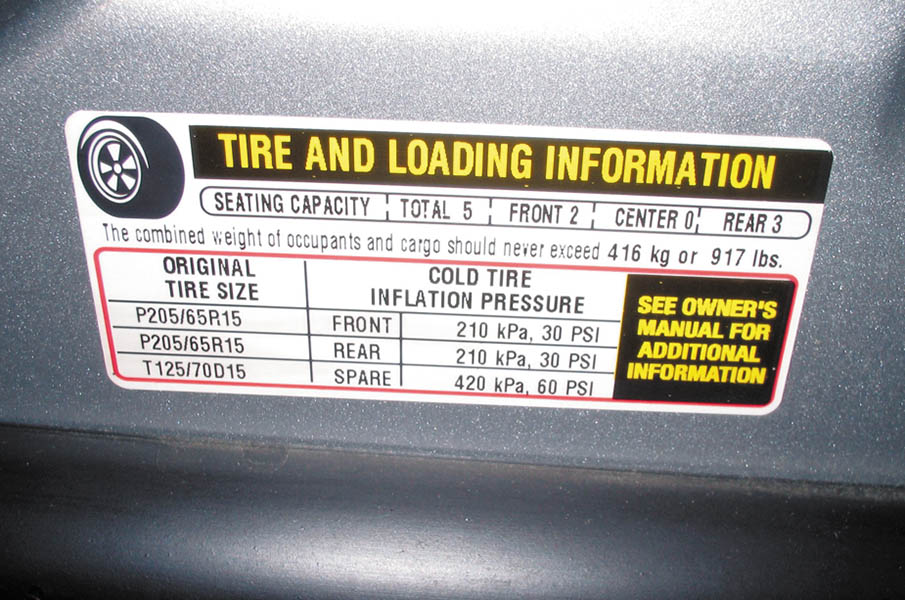 TIRE AND LOADING INFORMATION
SEATING CAPACITY TOTAL 5 FRONT 2 CENTER 0 REAR 3
The combined weight of occupants and cargo should never exceed 416 kg or 917 lbs.
ORIGINAL
TIRE SIZE
COLD TIRE
INFLATION PRESSURE
P205/65R15 FRONT 210 kPa, 30 PSI
P205/65R15 REAR 210 kPa, 30 PSI
T125/70D15 SPARE 420 kPa, 60 PSI
SEE OWNER'S
MANUAL FOR
ADDITIONAL
INFORMATION